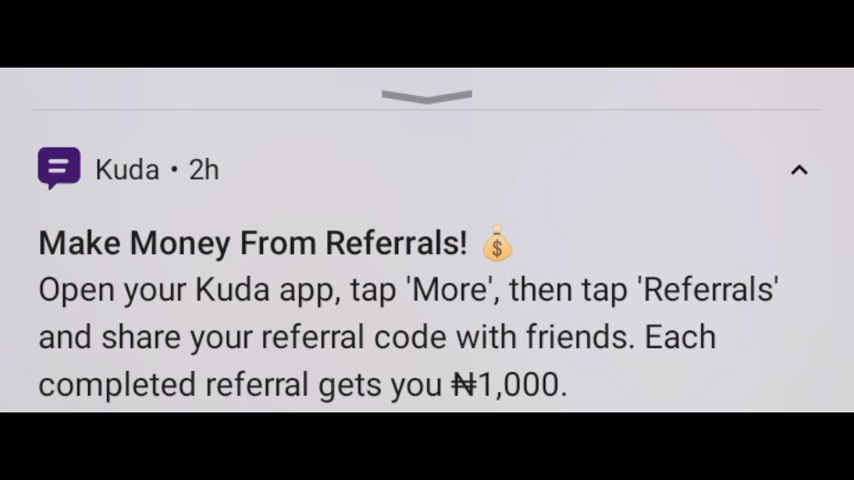 Kuda • 2h
Make Money From Referrals! 💰
Open your Kuda app, tap 'More', then tap 'Referrals'
and share your referral code with friends. Each
completed referral gets you ₦1,000.